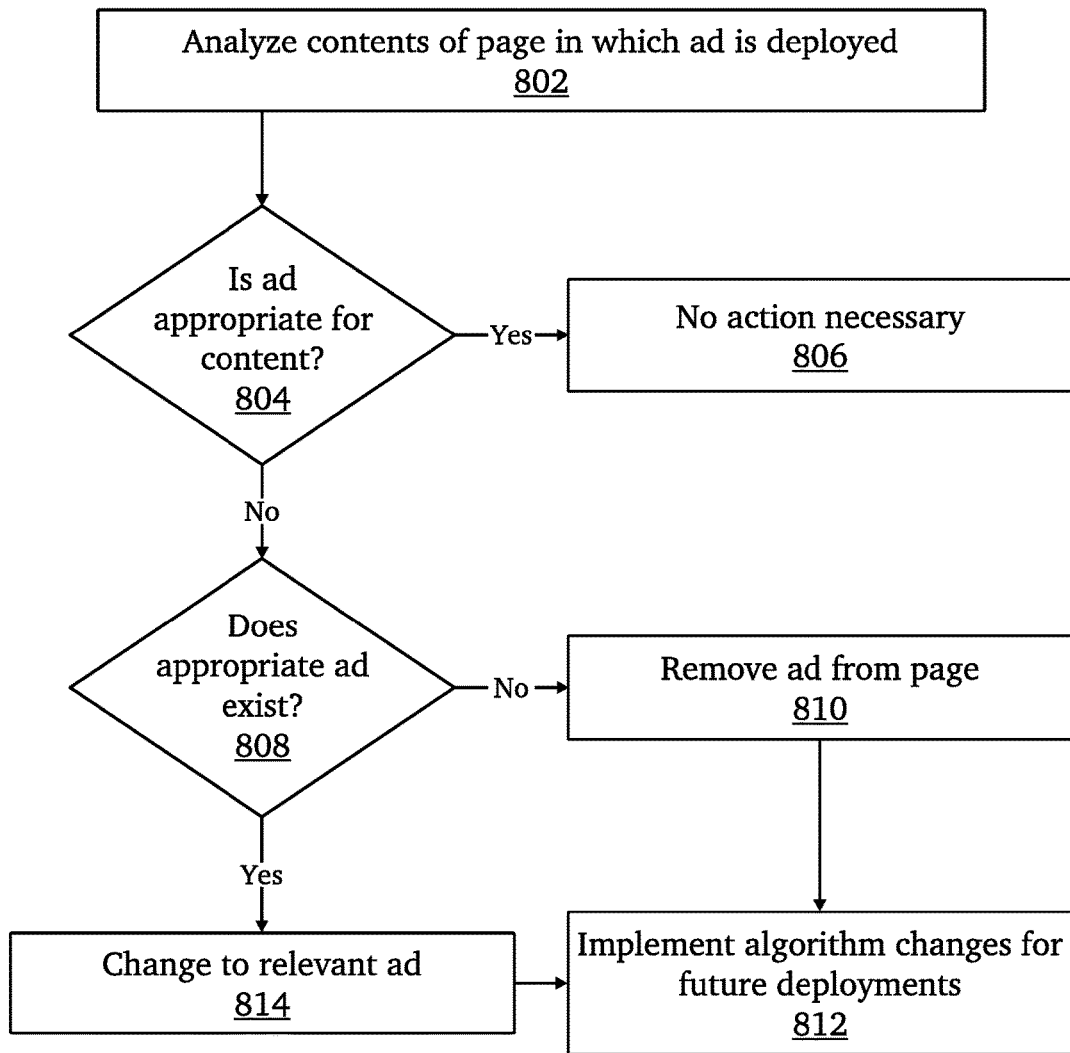 Analyze contents of page in which ad is deployed
802
Is ad
appropriate for
content?
804
Yes
No action necessary
806
No
Does
appropriate ad
exist?
808
No
Remove ad from page
810
Yes
Change to relevant ad
814
Implement algorithm changes for
future deployments
812